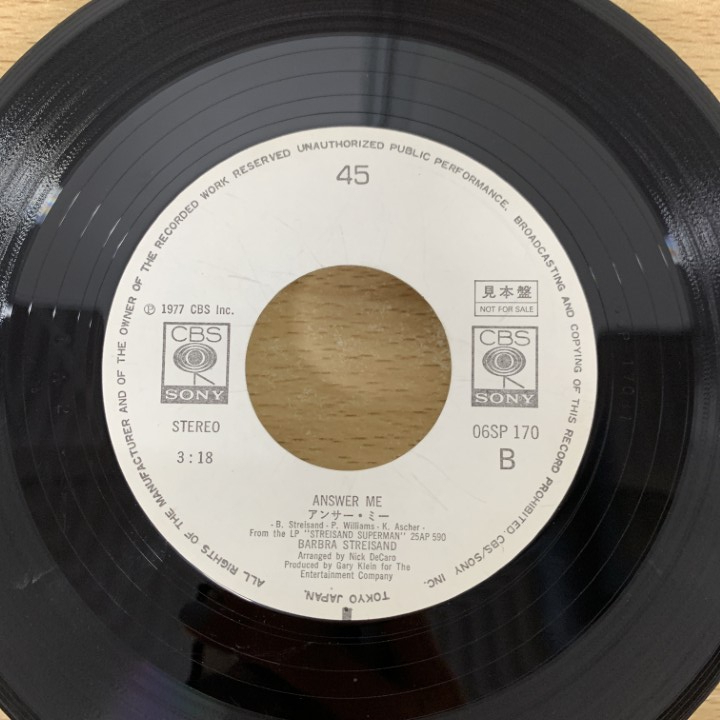 ALL RIGHTS OF THE MANUFACTURER AND OF THE OWNER OF THE RECORDED WORK RESERVED UNAUTHORIZED PUBLIC PERFORMANCE, BROADCASTING AND COPYING OF THIS RECORD PROHIBITED. CBS/SONY INC.
TOKYO JAPAN.
45
℗ 1977 CBS Inc.
CBS
SONY
STEREO
3:18
見本盤
NOT FOR SALE
CBS
SONY
06SP 170
B
ANSWER ME
アンサー・ミー
- B. Streisand - P. Williams - K. Ascher -
From the LP "STREISAND SUPERMAN" 25AP 590
BARBRA STREISAND
Arranged by Nick DeCaro
Produced by Gary Klein for The
Entertainment Company